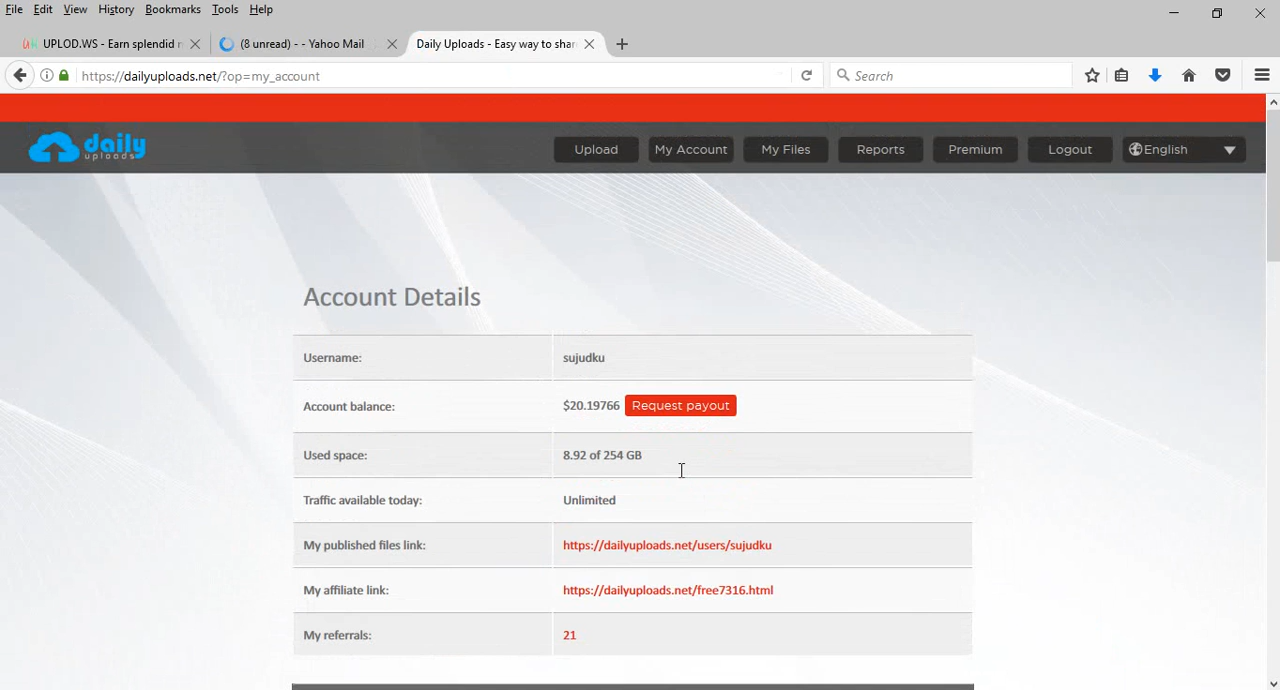 File Edit View History Bookmarks Tools Help
UPLOD.WS - Earn splendid
(8 unread) - - Yahoo Mail
Daily Uploads - Easy way to shar
https://dailyuploads.net/?op=my_account
Search
daily
uploads
Upload
My Account
My Files
Reports
Premium
Logout
English
Account Details
Username: sujudku
Account balance: $20.19766 Request payout
Used space: 8.92 of 254 GB
Traffic available today: Unlimited
My published files link: https://dailyuploads.net/users/sujudku
My affiliate link: https://dailyuploads.net/free7316.html
My referrals: 21